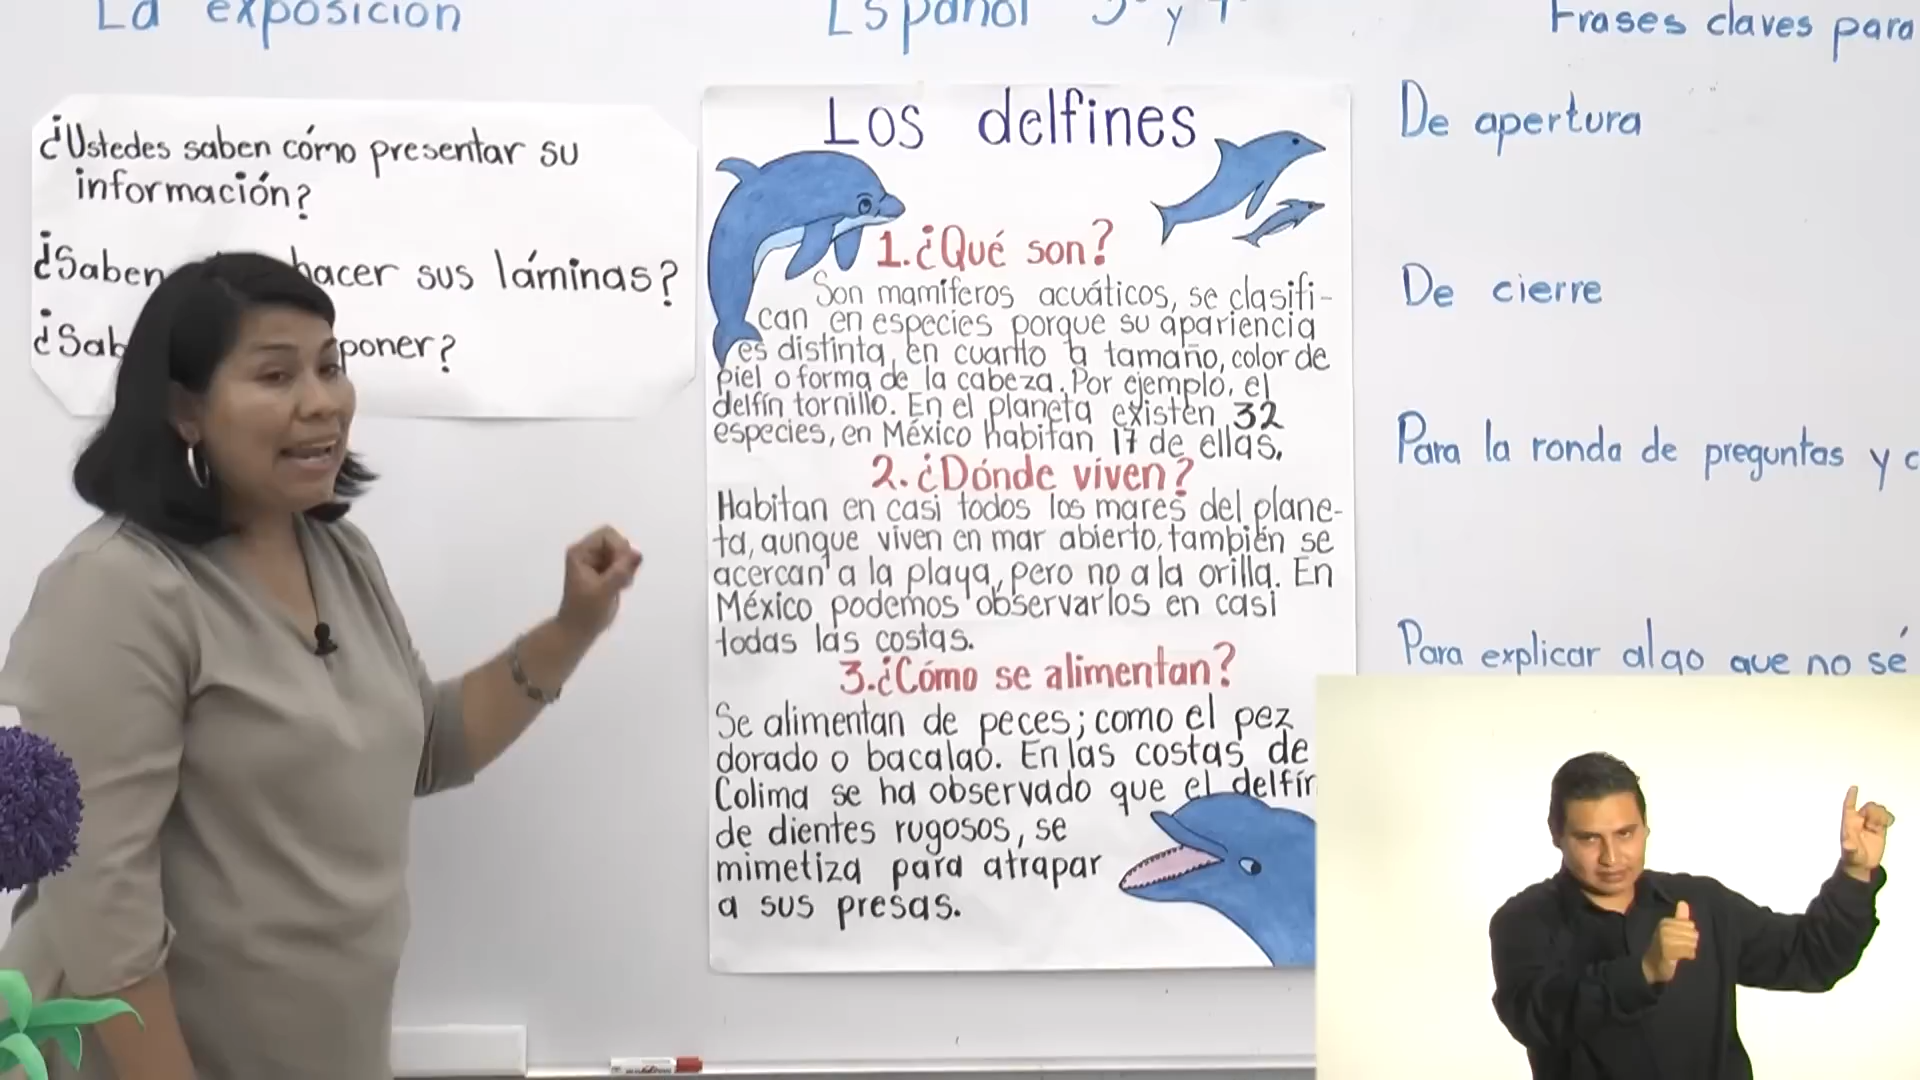 La exposición
Español 3° y 4°
Frases claves para
¿Ustedes saben cómo presentar su
información?
¿Saben hacer sus láminas?
¿Sab poner?
Los delfines
1.¿Qué son?
Son mamíferos acuáticos, se clasifi-
can en especies porque su apariencia
es distinta, en cuanto a tamaño, color de
piel o forma de la cabeza. Por ejemplo, el
delfín tornillo. En el planeta existen 32
especies, en México habitan 17 de ellas.
2.¿Dónde viven?
Habitan en casi todos los mares del plane-
ta, aunque viven en mar abierto, también se
acercan a la playa, pero no a la orilla. En
México podemos observarlos en casi
todas las costas.
3.¿Cómo se alimentan?
Se alimentan de peces; como el pez
dorado o bacalao. En las costas de
Colima se ha observado que el delfín
de dientes rugosos, se
mimetiza para atrapar
a sus presas.
De apertura
De cierre
Para la ronda de preguntas y c
Para explicar algo que no sé